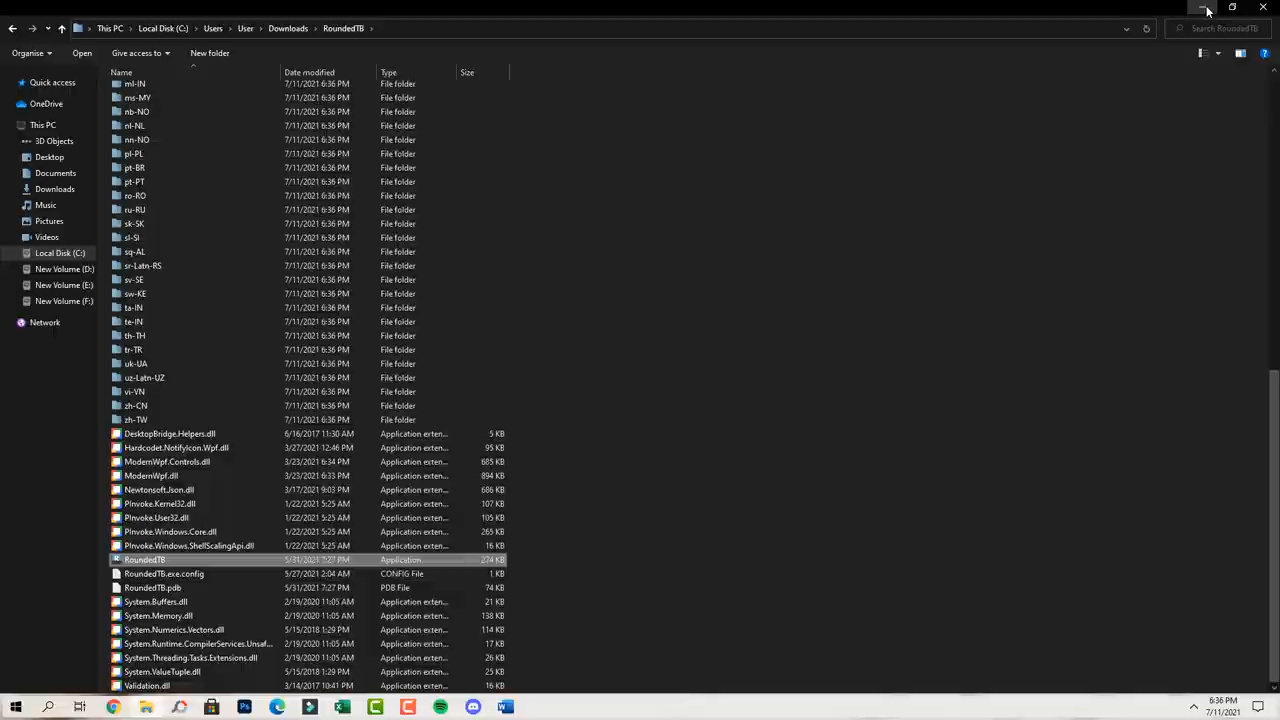 This PC > Local Disk (C:) > Users > User > Downloads > RoundedTB >
Search RoundedTB
Organise Open Give access to New folder
Name Date modified Type Size
Quick access
OneDrive
This PC
3D Objects
Desktop
Documents
Downloads
Music
Pictures
Videos
Local Disk (C:)
New Volume (D:)
New Volume (E:)
New Volume (F:)
Network
ml-IN 7/11/2021 6:36 PM File folder
ms-MY 7/11/2021 6:36 PM File folder
nb-NO 7/11/2021 6:36 PM File folder
nl-NL 7/11/2021 6:36 PM File folder
nn-NO 7/11/2021 6:36 PM File folder
pl-PL 7/11/2021 6:36 PM File folder
pt-BR 7/11/2021 6:36 PM File folder
pt-PT 7/11/2021 6:36 PM File folder
ro-RO 7/11/2021 6:36 PM File folder
ru-RU 7/11/2021 6:36 PM File folder
sk-SK 7/11/2021 6:36 PM File folder
sl-SI 7/11/2021 6:36 PM File folder
sq-AL 7/11/2021 6:36 PM File folder
sr-Latn-RS 7/11/2021 6:36 PM File folder
sv-SE 7/11/2021 6:36 PM File folder
sw-KE 7/11/2021 6:36 PM File folder
ta-IN 7/11/2021 6:36 PM File folder
te-IN 7/11/2021 6:36 PM File folder
th-TH 7/11/2021 6:36 PM File folder
tr-TR 7/11/2021 6:36 PM File folder
uk-UA 7/11/2021 6:36 PM File folder
uz-Latn-UZ 7/11/2021 6:36 PM File folder
vi-VN 7/11/2021 6:36 PM File folder
zh-CN 7/11/2021 6:36 PM File folder
zh-TW 7/11/2021 6:36 PM File folder
DesktopBridge.Helpers.dll 6/16/2017 11:30 AM Application exten... 5 KB
Hardcodet.NotifyIcon.Wpf.dll 3/27/2021 12:46 PM Application exten... 95 KB
ModernWpf.Controls.dll 3/23/2021 6:34 PM Application exten... 685 KB
ModernWpf.dll 3/23/2021 6:33 PM Application exten... 894 KB
Newtonsoft.Json.dll 3/17/2021 9:03 PM Application exten... 686 KB
PInvoke.Kernel32.dll 1/22/2021 5:25 AM Application exten... 107 KB
PInvoke.User32.dll 1/22/2021 5:25 AM Application exten... 105 KB
PInvoke.Windows.Core.dll 1/22/2021 5:25 AM Application exten... 265 KB
PInvoke.Windows.ShellScalingApi.dll 1/22/2021 5:25 AM Application exten... 16 KB
RoundedTB 5/31/2021 7:27 PM Application 274 KB
RoundedTB.exe.config 5/27/2021 2:04 AM CONFIG File 1 KB
RoundedTB.pdb 5/31/2021 7:27 PM PDB File 74 KB
System.Buffers.dll 2/19/2020 11:05 AM Application exten... 21 KB
System.Memory.dll 2/19/2020 11:05 AM Application exten... 138 KB
System.Numerics.Vectors.dll 5/15/2018 1:29 PM Application exten... 114 KB
System.Runtime.CompilerServices.Unsaf... 2/19/2020 11:05 AM Application exten... 17 KB
System.Threading.Tasks.Extensions.dll 2/19/2020 11:05 AM Application exten... 26 KB
System.ValueTuple.dll 5/15/2018 1:29 PM Application exten... 25 KB
Validation.dll 3/14/2017 10:41 PM Application exten... 16 KB
6:36 PM
7/11/2021